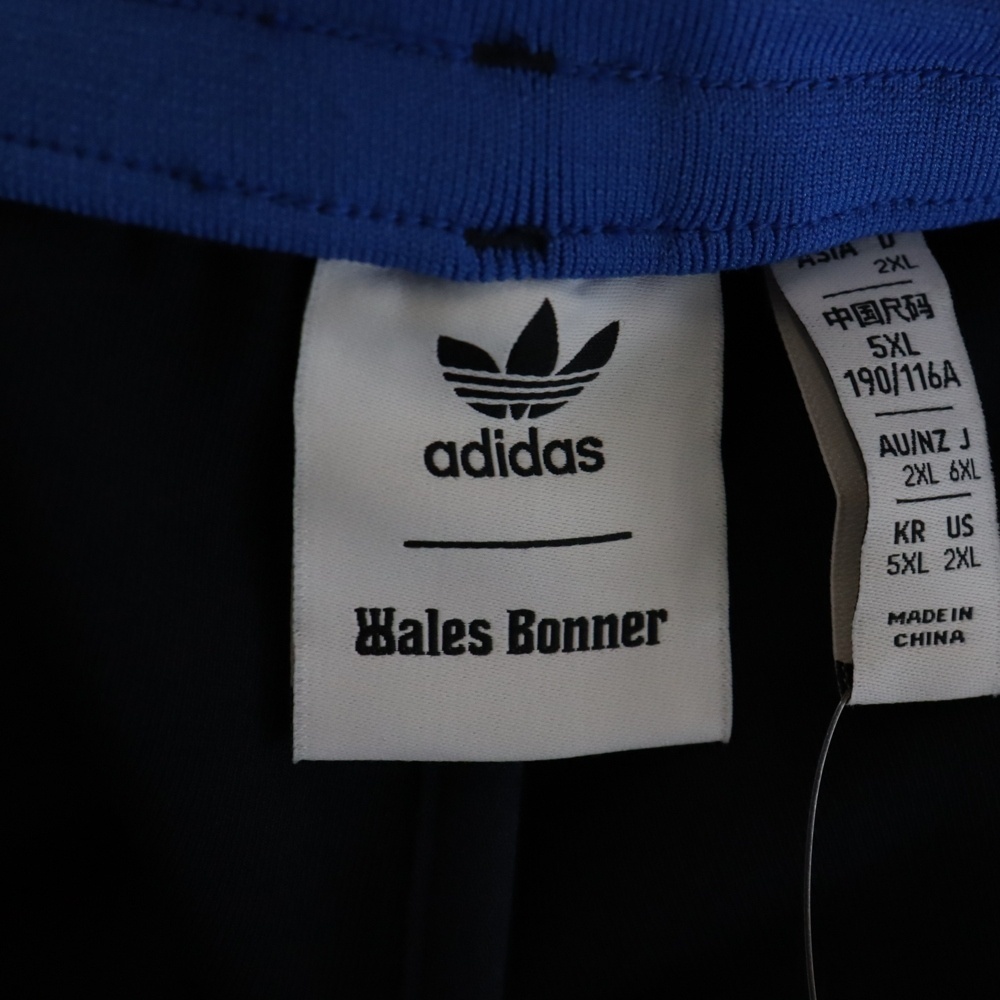 adidas
Wales Bonner
ASIA D
2XL
中国尺码
5XL
190/116A
AU/NZ J
2XL 6XL
KR US
5XL 2XL
MADE IN
CHINA